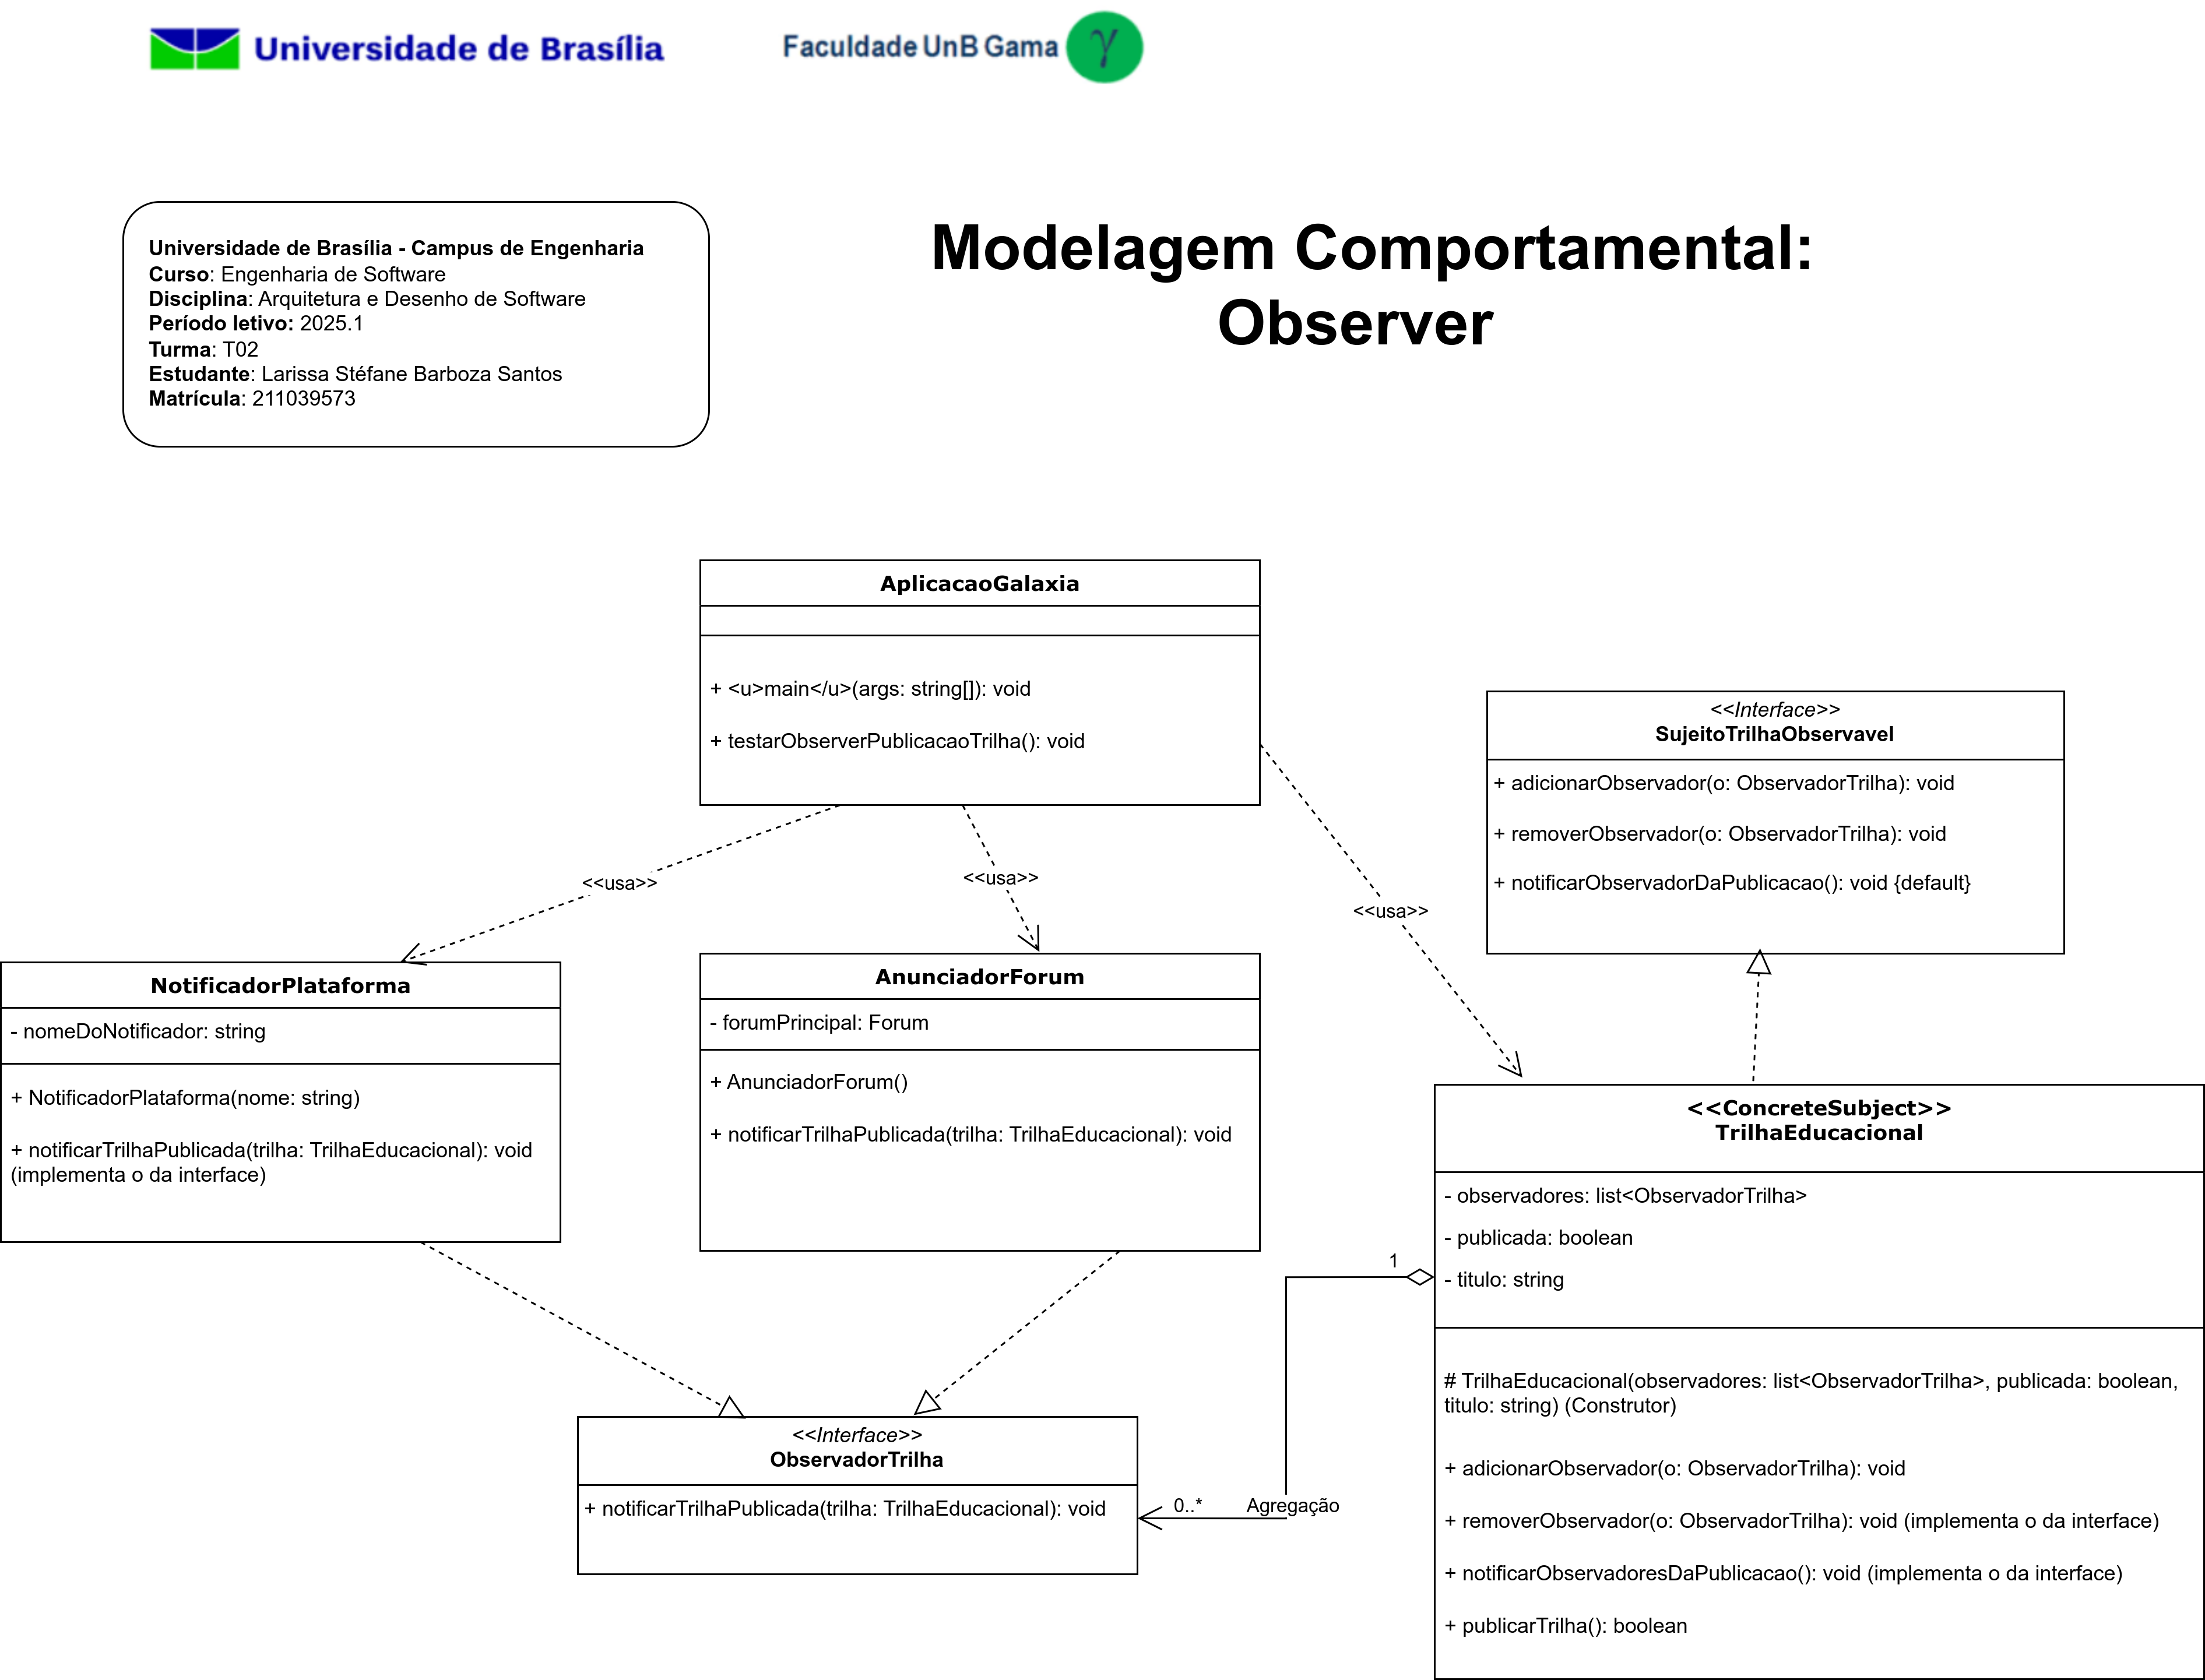 Universidade de Brasília
Faculdade UnB Gama
γ
Universidade de Brasília - Campus de Engenharia
Curso: Engenharia de Software
Disciplina: Arquitetura e Desenho de Software
Período letivo: 2025.1
Turma: T02
Estudante: Larissa Stéfane Barboza Santos
Matrícula: 211039573
Modelagem Comportamental:
Observer
AplicacaoGalaxia
+ <u>main</u>(args: string[]): void
+ testarObserverPublicacaoTrilha(): void
<<Interface>>
SujeitoTrilhaObservavel
+ adicionarObservador(o: ObservadorTrilha): void
+ removerObservador(o: ObservadorTrilha): void
+ notificarObservadorDaPublicacao(): void {default}
<<usa>>
<<usa>>
<<usa>>
NotificadorPlataforma
- nomeDoNotificador: string
+ NotificadorPlataforma(nome: string)
+ notificarTrilhaPublicada(trilha: TrilhaEducacional): void
(implementa o da interface)
AnunciadorForum
- forumPrincipal: Forum
+ AnunciadorForum()
+ notificarTrilhaPublicada(trilha: TrilhaEducacional): void
<<ConcreteSubject>>
TrilhaEducacional
- observadores: list<ObservadorTrilha>
- publicada: boolean
- titulo: string
# TrilhaEducacional(observadores: list<ObservadorTrilha>, publicada: boolean,
titulo: string) (Construtor)
+ adicionarObservador(o: ObservadorTrilha): void
+ removerObservador(o: ObservadorTrilha): void (implementa o da interface)
+ notificarObservadoresDaPublicacao(): void (implementa o da interface)
+ publicarTrilha(): boolean
1
0..*
Agregação
<<Interface>>
ObservadorTrilha
+ notificarTrilhaPublicada(trilha: TrilhaEducacional): void